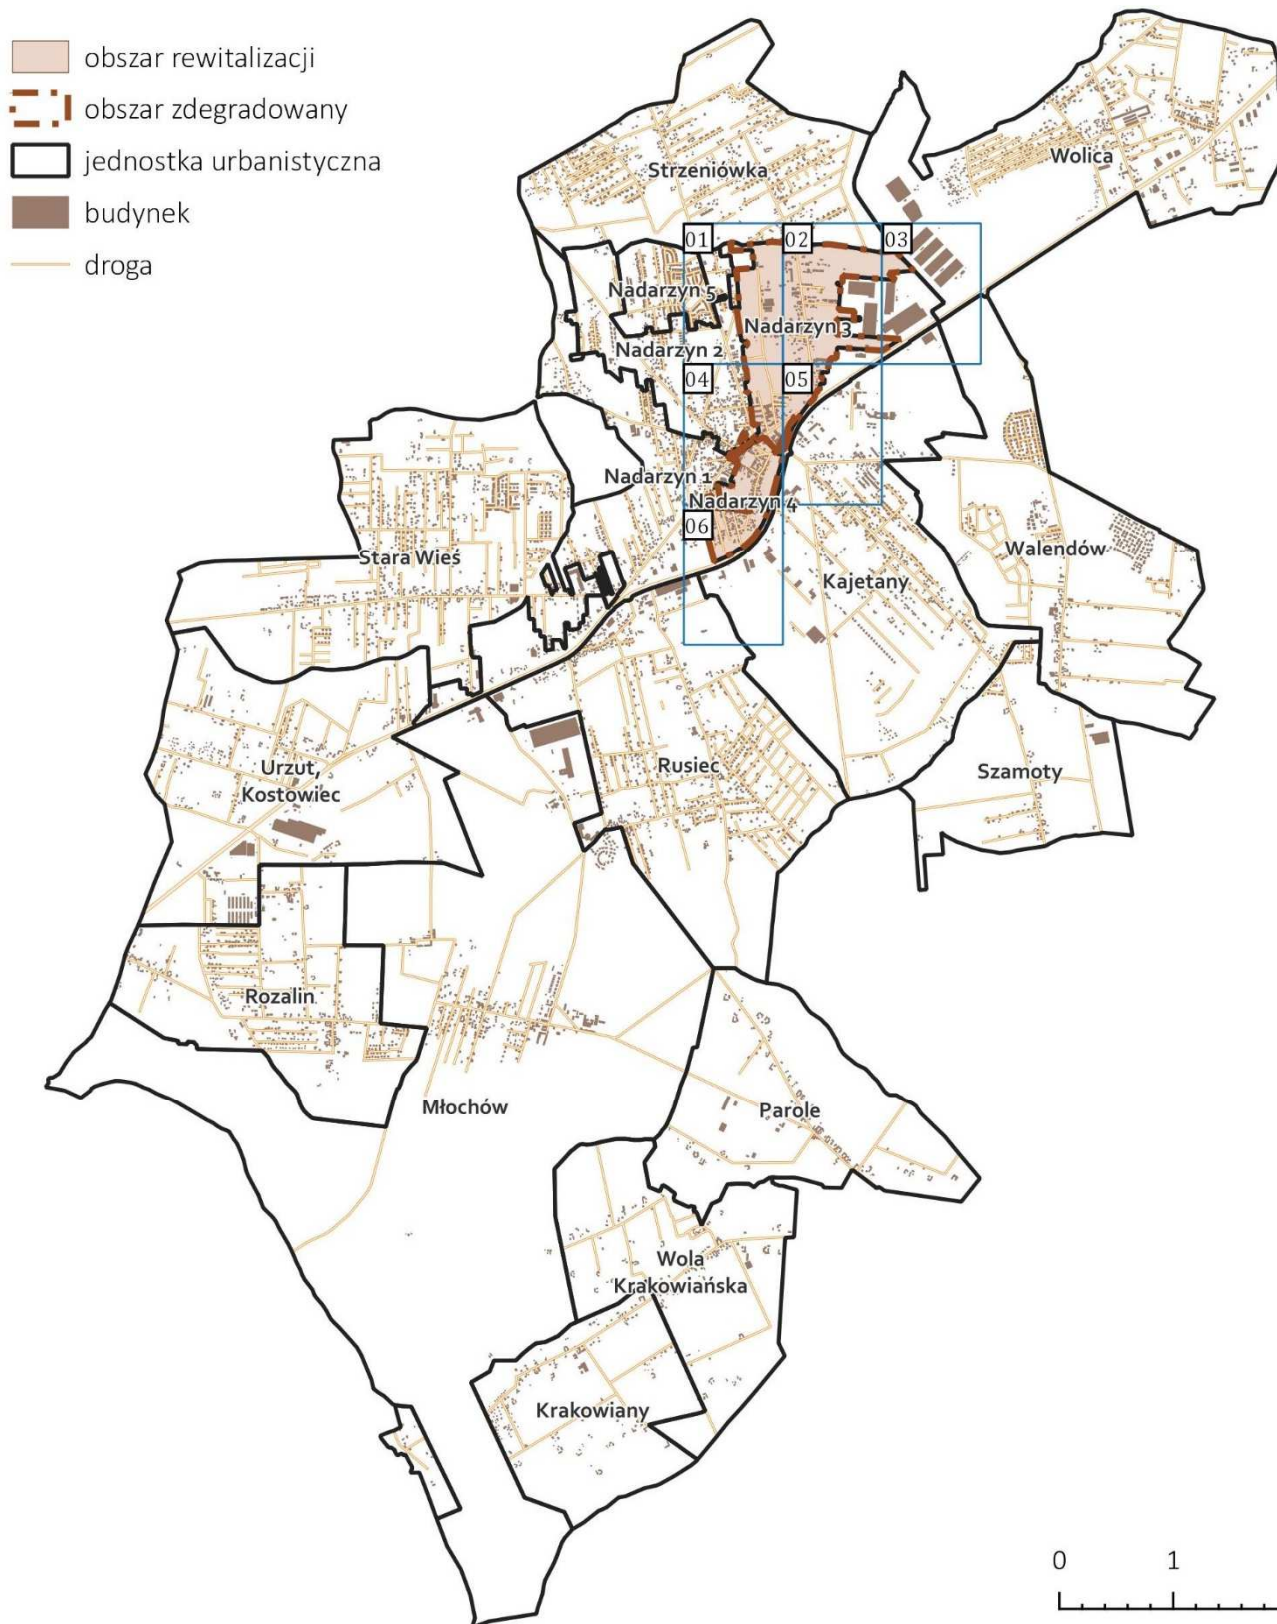 obszar rewitalizacji
obszar zdegradowany
jednostka urbanistyczna
budynek
droga
Strzeniówka
Wolica
01
02
03
Nadarzyn 5
Nadarzyn 3
Nadarzyn 2
04
05
Nadarzyn 1
Nadarzyn 4
06
Stara Wieś
Walendów
Kajetany
Urzut,
Kostowiec
Rusiec
Szamoty
Rozalin
Młochów
Parole
Wola
Krakowiańska
Krakowiany
0 1